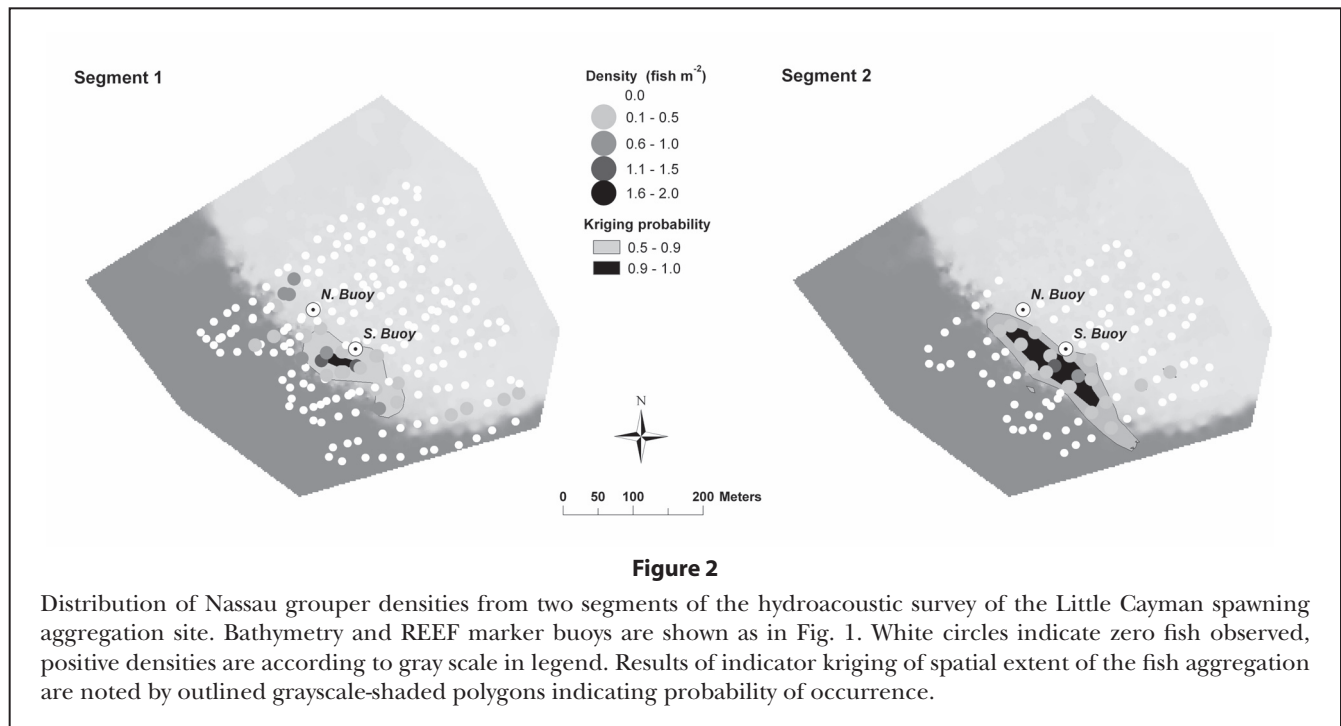 Segment 1
Density (fish m-2)
0.0
0.1 - 0.5
0.6 - 1.0
1.1 - 1.5
1.6 - 2.0
Kriging probability
0.5 - 0.9
0.9 - 1.0
Segment 2
N. Buoy
S. Buoy
N. Buoy
S. Buoy
N
0 50 100 200 Meters
Figure 2
Distribution of Nassau grouper densities from two segments of the hydroacoustic survey of the Little Cayman spawning
aggregation site. Bathymetry and REEF marker buoys are shown as in Fig. 1. White circles indicate zero fish observed,
positive densities are according to gray scale in legend. Results of indicator kriging of spatial extent of the fish aggregation
are noted by outlined grayscale-shaded polygons indicating probability of occurrence.